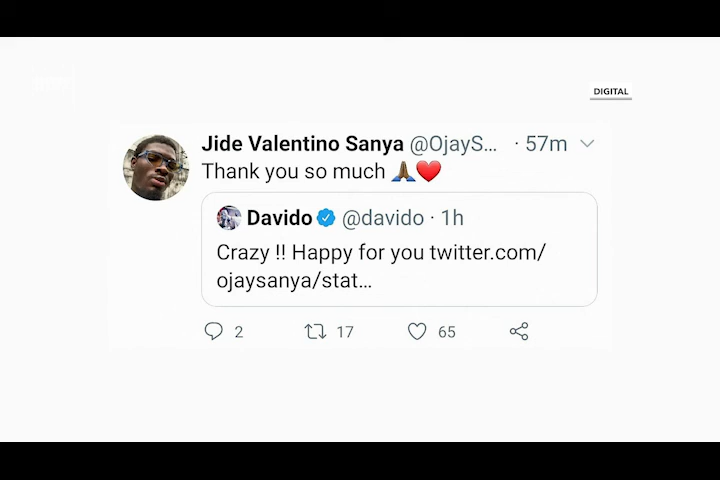 DIGITAL
Jide Valentino Sanya @OjayS... · 57m
Thank you so much 🙏🏾❤️
Davido @davido · 1h
Crazy !! Happy for you twitter.com/
ojaysanya/stat...
2 17 65